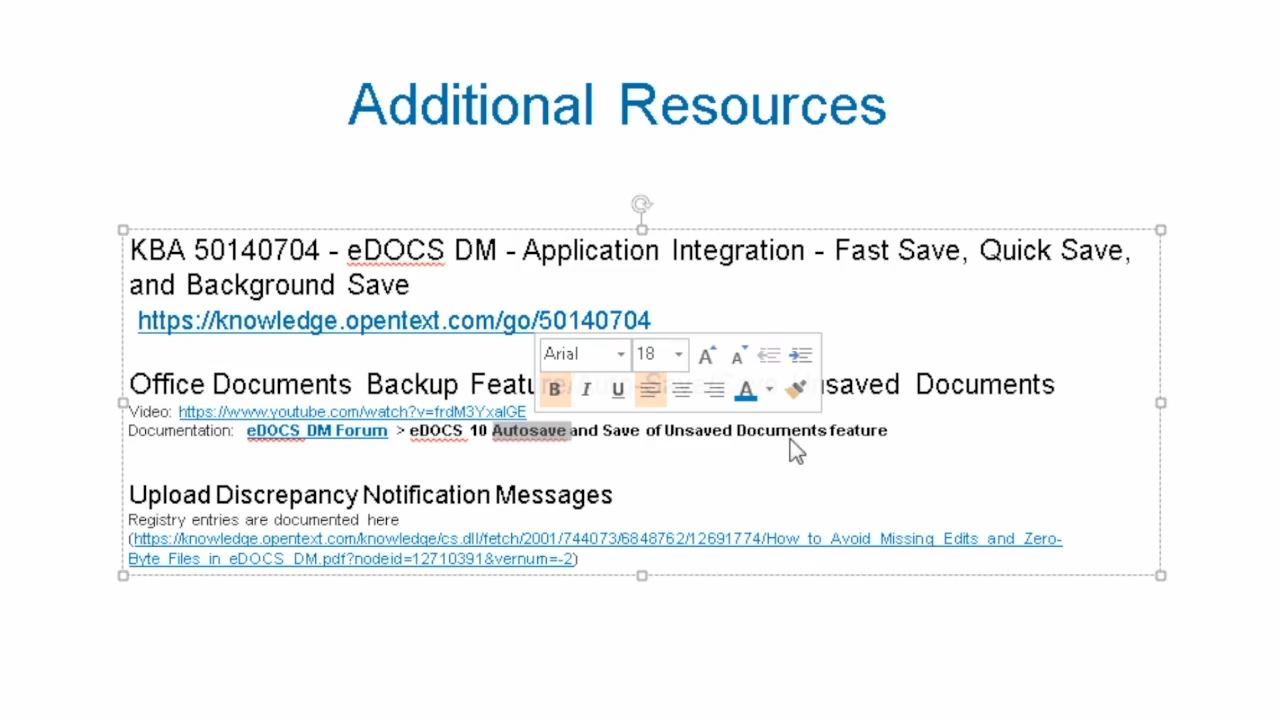 Additional Resources
KBA 50140704 - eDOCS DM - Application Integration - Fast Save, Quick Save,
and Background Save
https://knowledge.opentext.com/go/50140704
Arial 18
Office Documents Backup Documents
B I U A
Video: https://www.youtube.com/watch?v=frdM3YxalGE
Documentation: eDOCS DM Forum > eDOCS 10 Autosave and Save of Unsaved Documents feature
Upload Discrepancy Notification Messages
Registry entries are documented here
(https://knowledge.opentext.com/knowledge/cs.dll/fetch/2001/744073/6848762/12691774/How_to_Avoid_Missing_Edits_and_Zero-
Byte_Files_in_eDOCS_DM.pdf?nodeid=12710391&vernum=-2)